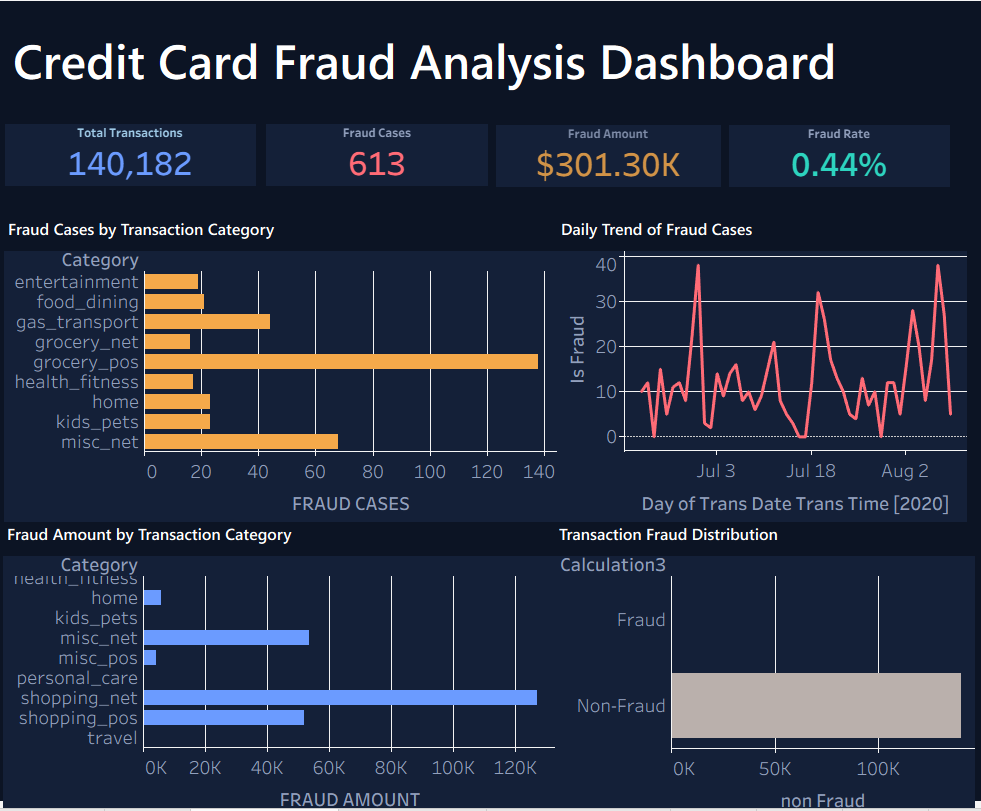 Credit Card Fraud Analysis Dashboard
Total Transactions
140,182
Fraud Cases
613
Fraud Amount
$301.30K
Fraud Rate
0.44%
Fraud Cases by Transaction Category
Category
entertainment
food_dining
gas_transport
grocery_net
grocery_pos
health_fitness
home
kids_pets
misc_net
0 20 40 60 80 100 120 140
FRAUD CASES
Daily Trend of Fraud Cases
Is Fraud
40
30
20
10
0
Jul 3 Jul 18 Aug 2
Day of Trans Date Trans Time [2020]
Fraud Amount by Transaction Category
Category
health_fitness
home
kids_pets
misc_net
misc_pos
personal_care
shopping_net
shopping_pos
travel
0K 20K 40K 60K 80K 100K 120K
FRAUD AMOUNT
Transaction Fraud Distribution
Calculation3
Fraud
Non-Fraud
0K 50K 100K
non Fraud